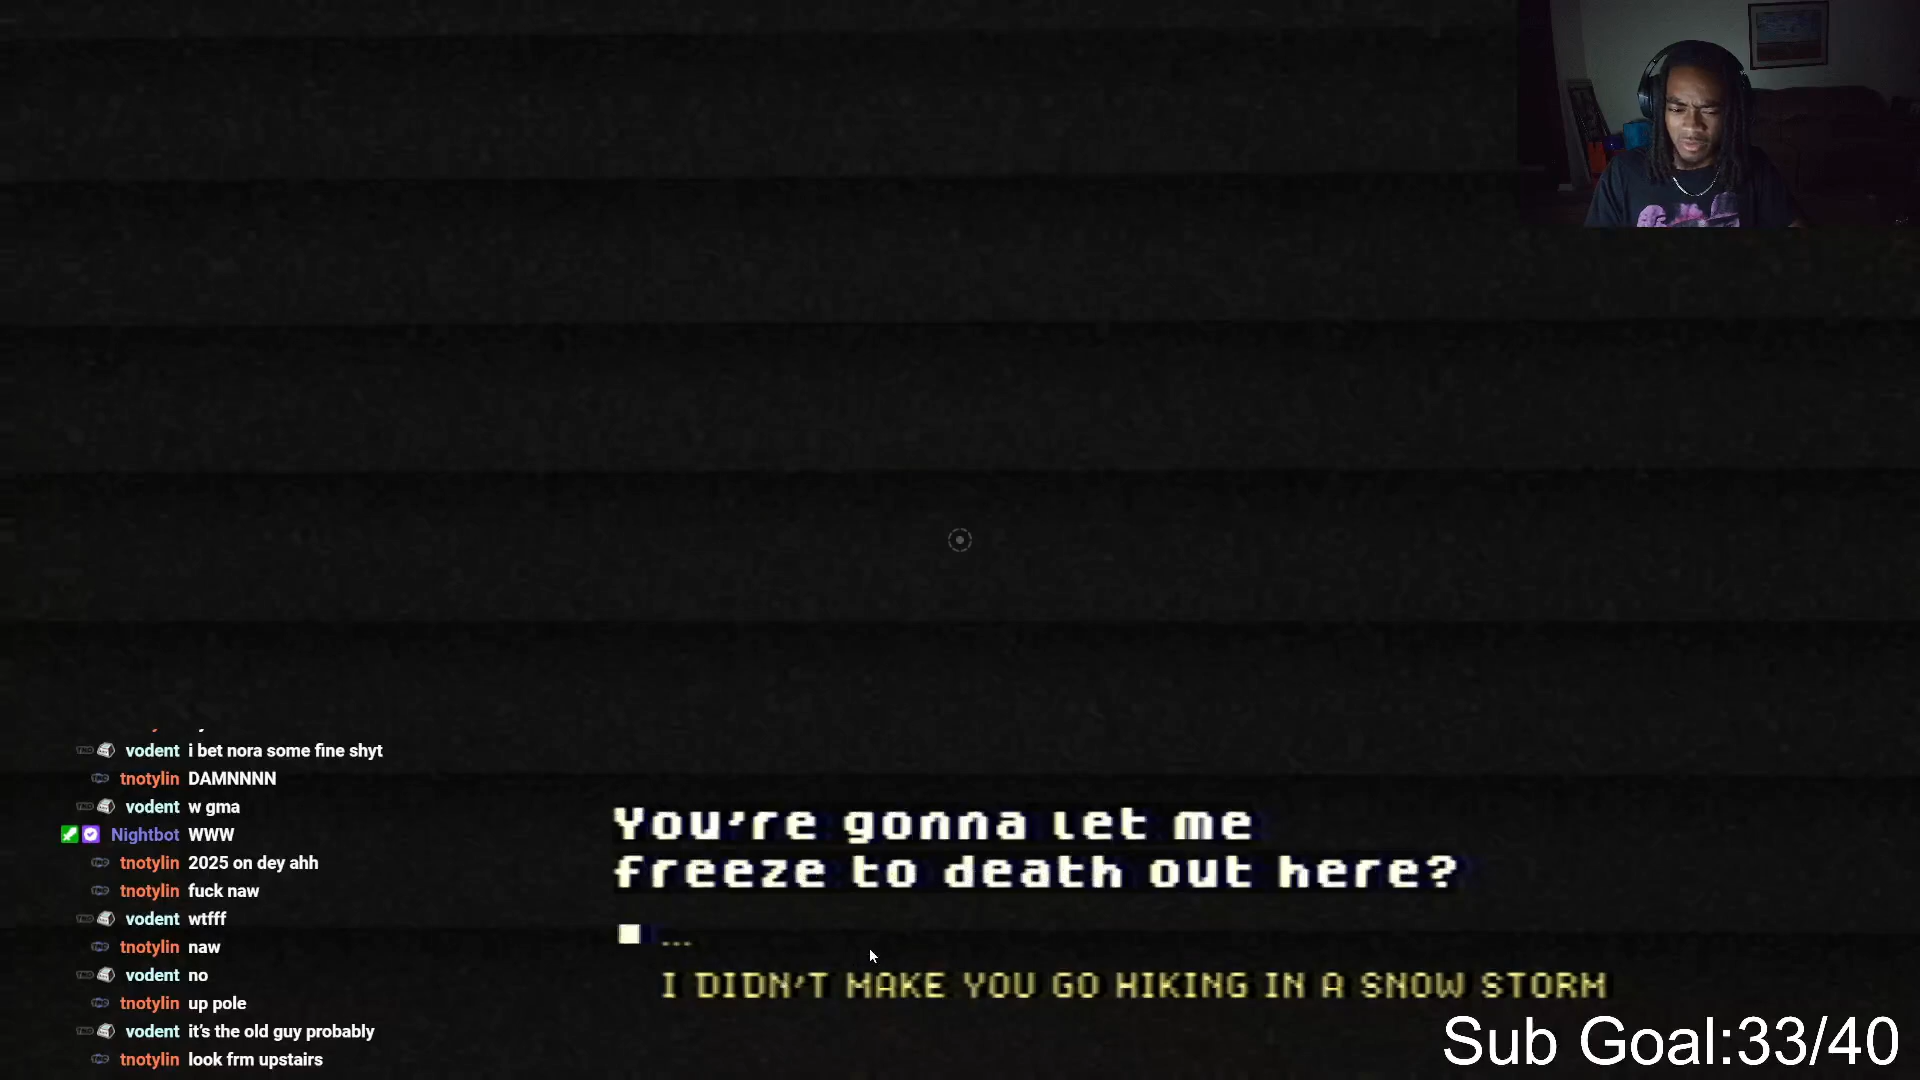 vodent i bet nora some fine shyt
tnotylin DAMNNNN
vodent w gma
Nightbot WWW
tnotylin 2025 on dey ahh
tnotylin fuck naw
vodent wtfff
tnotylin naw
vodent no
tnotylin up pole
vodent it's the old guy probably
tnotylin look frm upstairs
You're gonna let me
freeze to death out here?
...
I DIDN'T MAKE YOU GO HIKING IN A SNOW STORM
Sub Goal:33/40